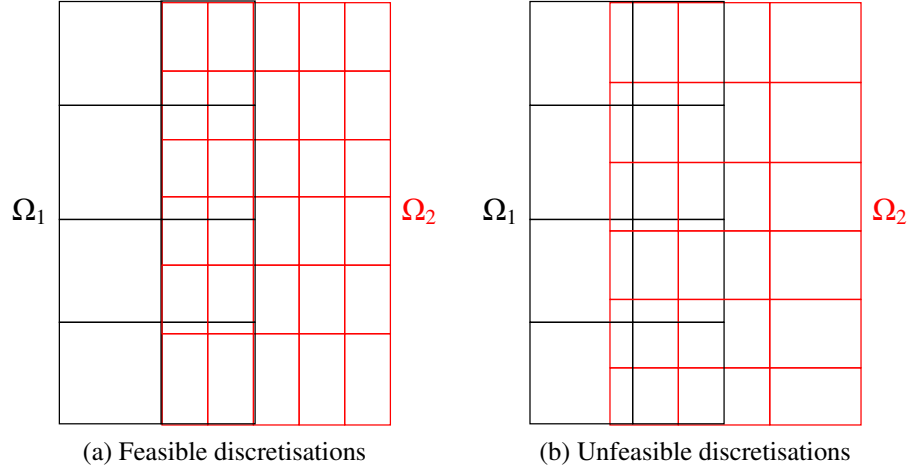 Ω₁ Ω₂ Ω₁ Ω₂
(a) Feasible discretisations (b) Unfeasible discretisations